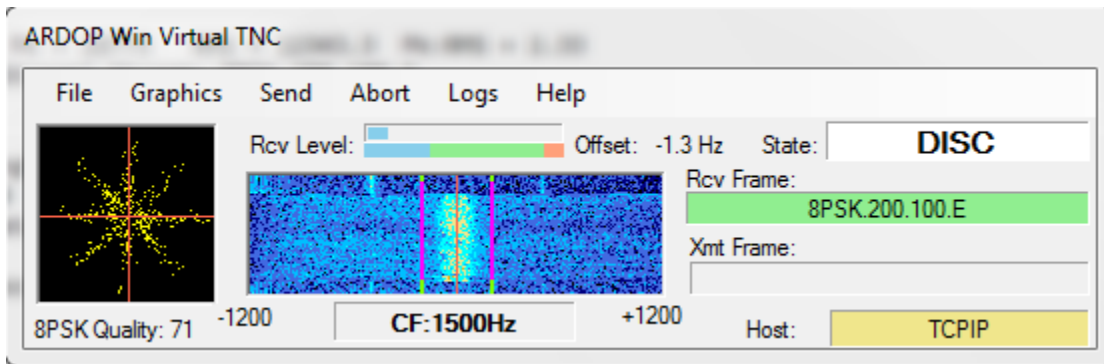 ARDOP Win Virtual TNC
File Graphics Send Abort Logs Help
Rcv Level: Offset: -1.3 Hz State: DISC
Rcv Frame:
8PSK.200.100.E
Xmt Frame:
-1200 CF:1500Hz +1200
8PSK Quality: 71
Host: TCPIP